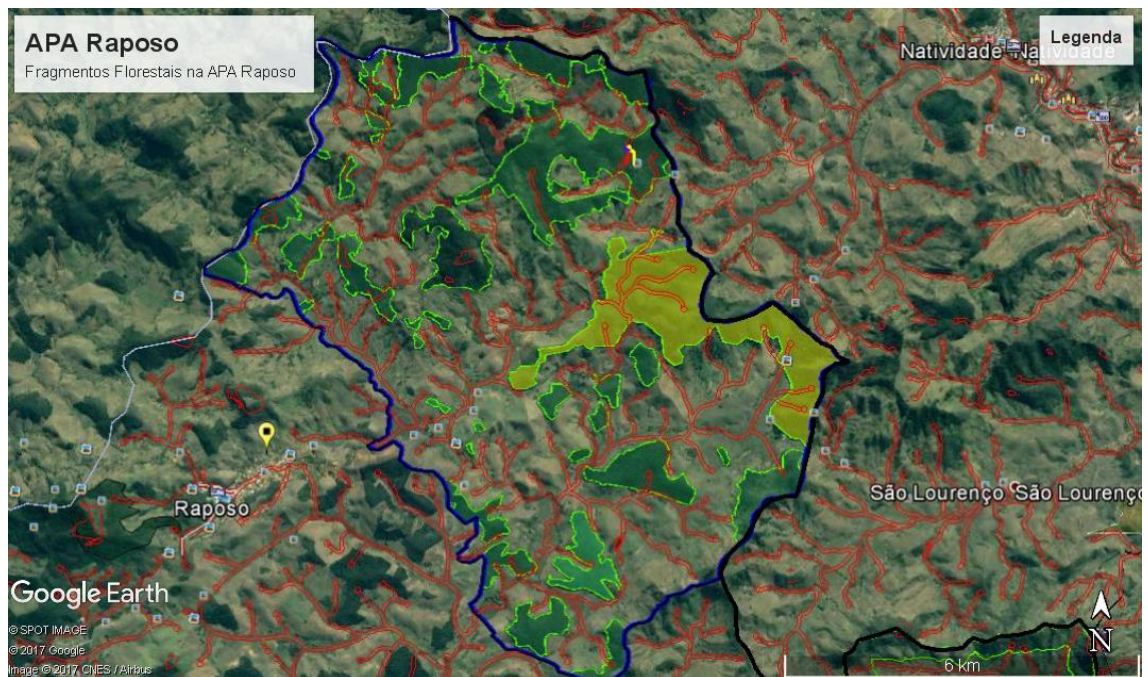 APA Raposo
Fragmentos Florestais na APA Raposo
Legenda
Natividade Natividade
Raposo
São Lourenço São Lourenço
Google Earth
© SPOT IMAGE
© 2017 Google
Image © 2017 CNES / Airbus
N
6 km